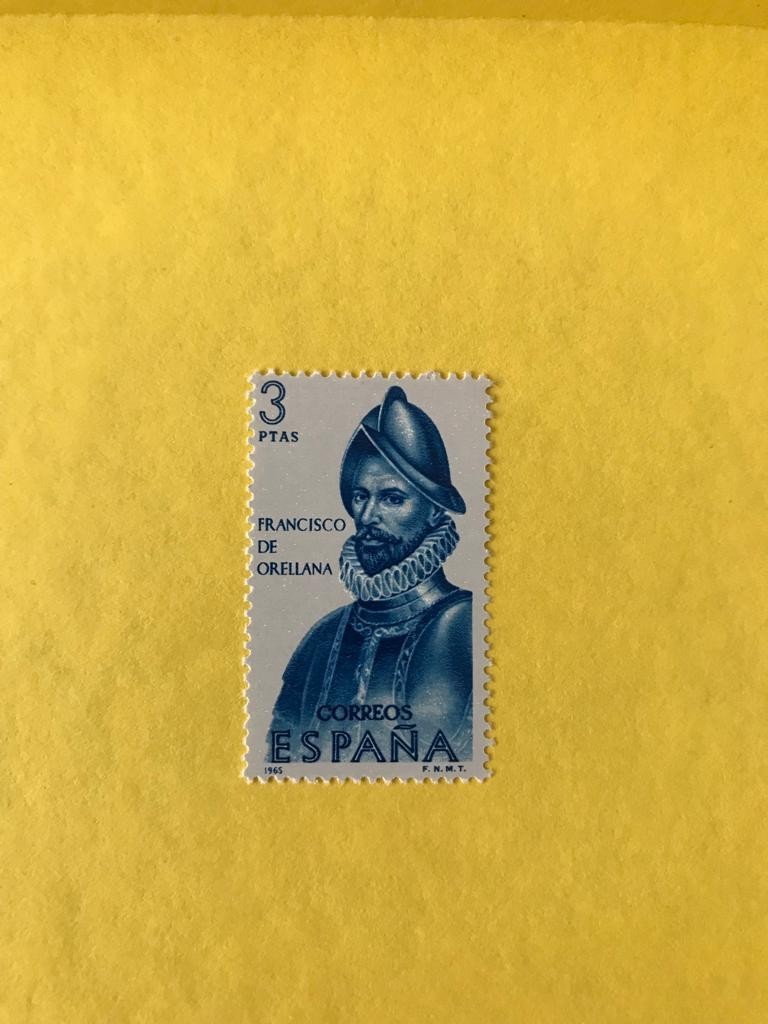 3
PTAS
FRANCISCO
DE
ORELLANA
CORREOS
ESPAÑA
1965 F.N.M.T.